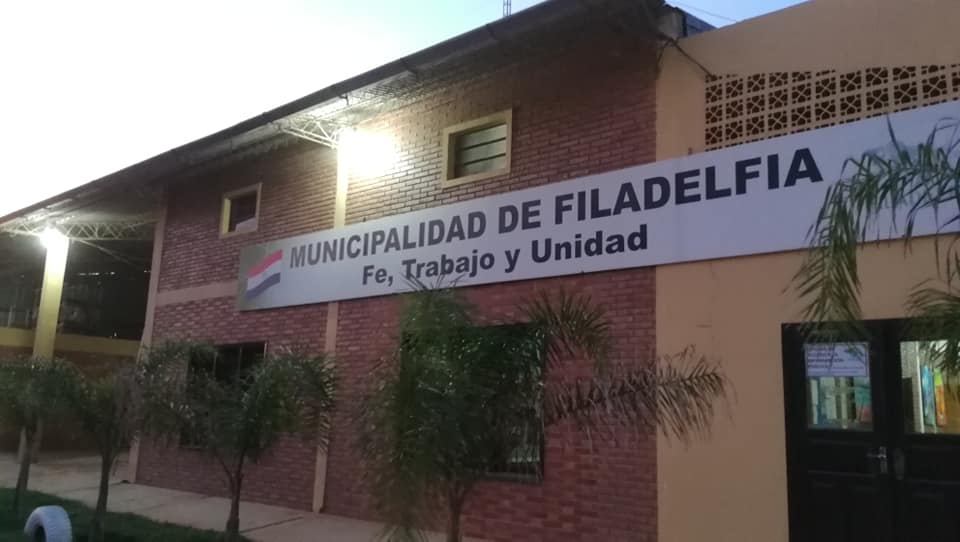 MUNICIPALIDAD DE FILADELFIA
Fe, Trabajo y Unidad